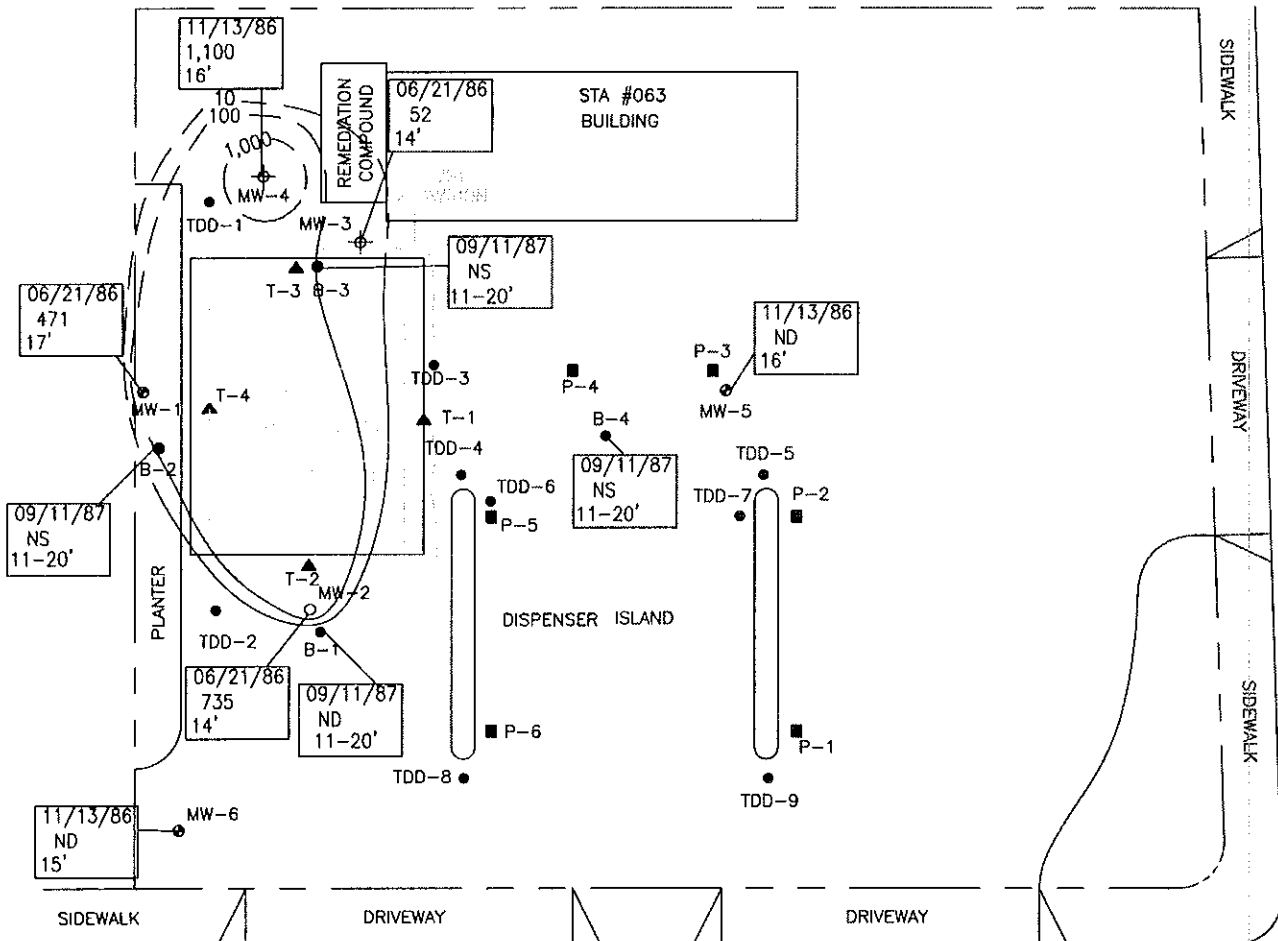 11/13/86
1,100
16'
10
100
1,000
MW-4
TDD-1
REMEDIATION
COMPOUND
06/21/86
52
14'
STA #063
BUILDING
SIDEWALK
MW-3
09/11/87
NS
11-20'
T-3
B-3
06/21/86
471
17'
MW-1
T-4
TDD-3
T-1
P-4
P-3
11/13/86
ND
16'
MW-5
DRIVEWAY
B-2
TDD-4
B-4
TDD-5
09/11/87
NS
11-20'
TDD-6
P-5
09/11/87
NS
11-20'
TDD-7
P-2
T-2
MW-2
PLANTER
TDD-2
B-1
DISPENSER ISLAND
06/21/86
735
14'
09/11/87
ND
11-20'
P-6
P-1
SIDEWALK
TDD-8
TDD-9
11/13/86
ND
15'
MW-6
SIDEWALK
DRIVEWAY
DRIVEWAY